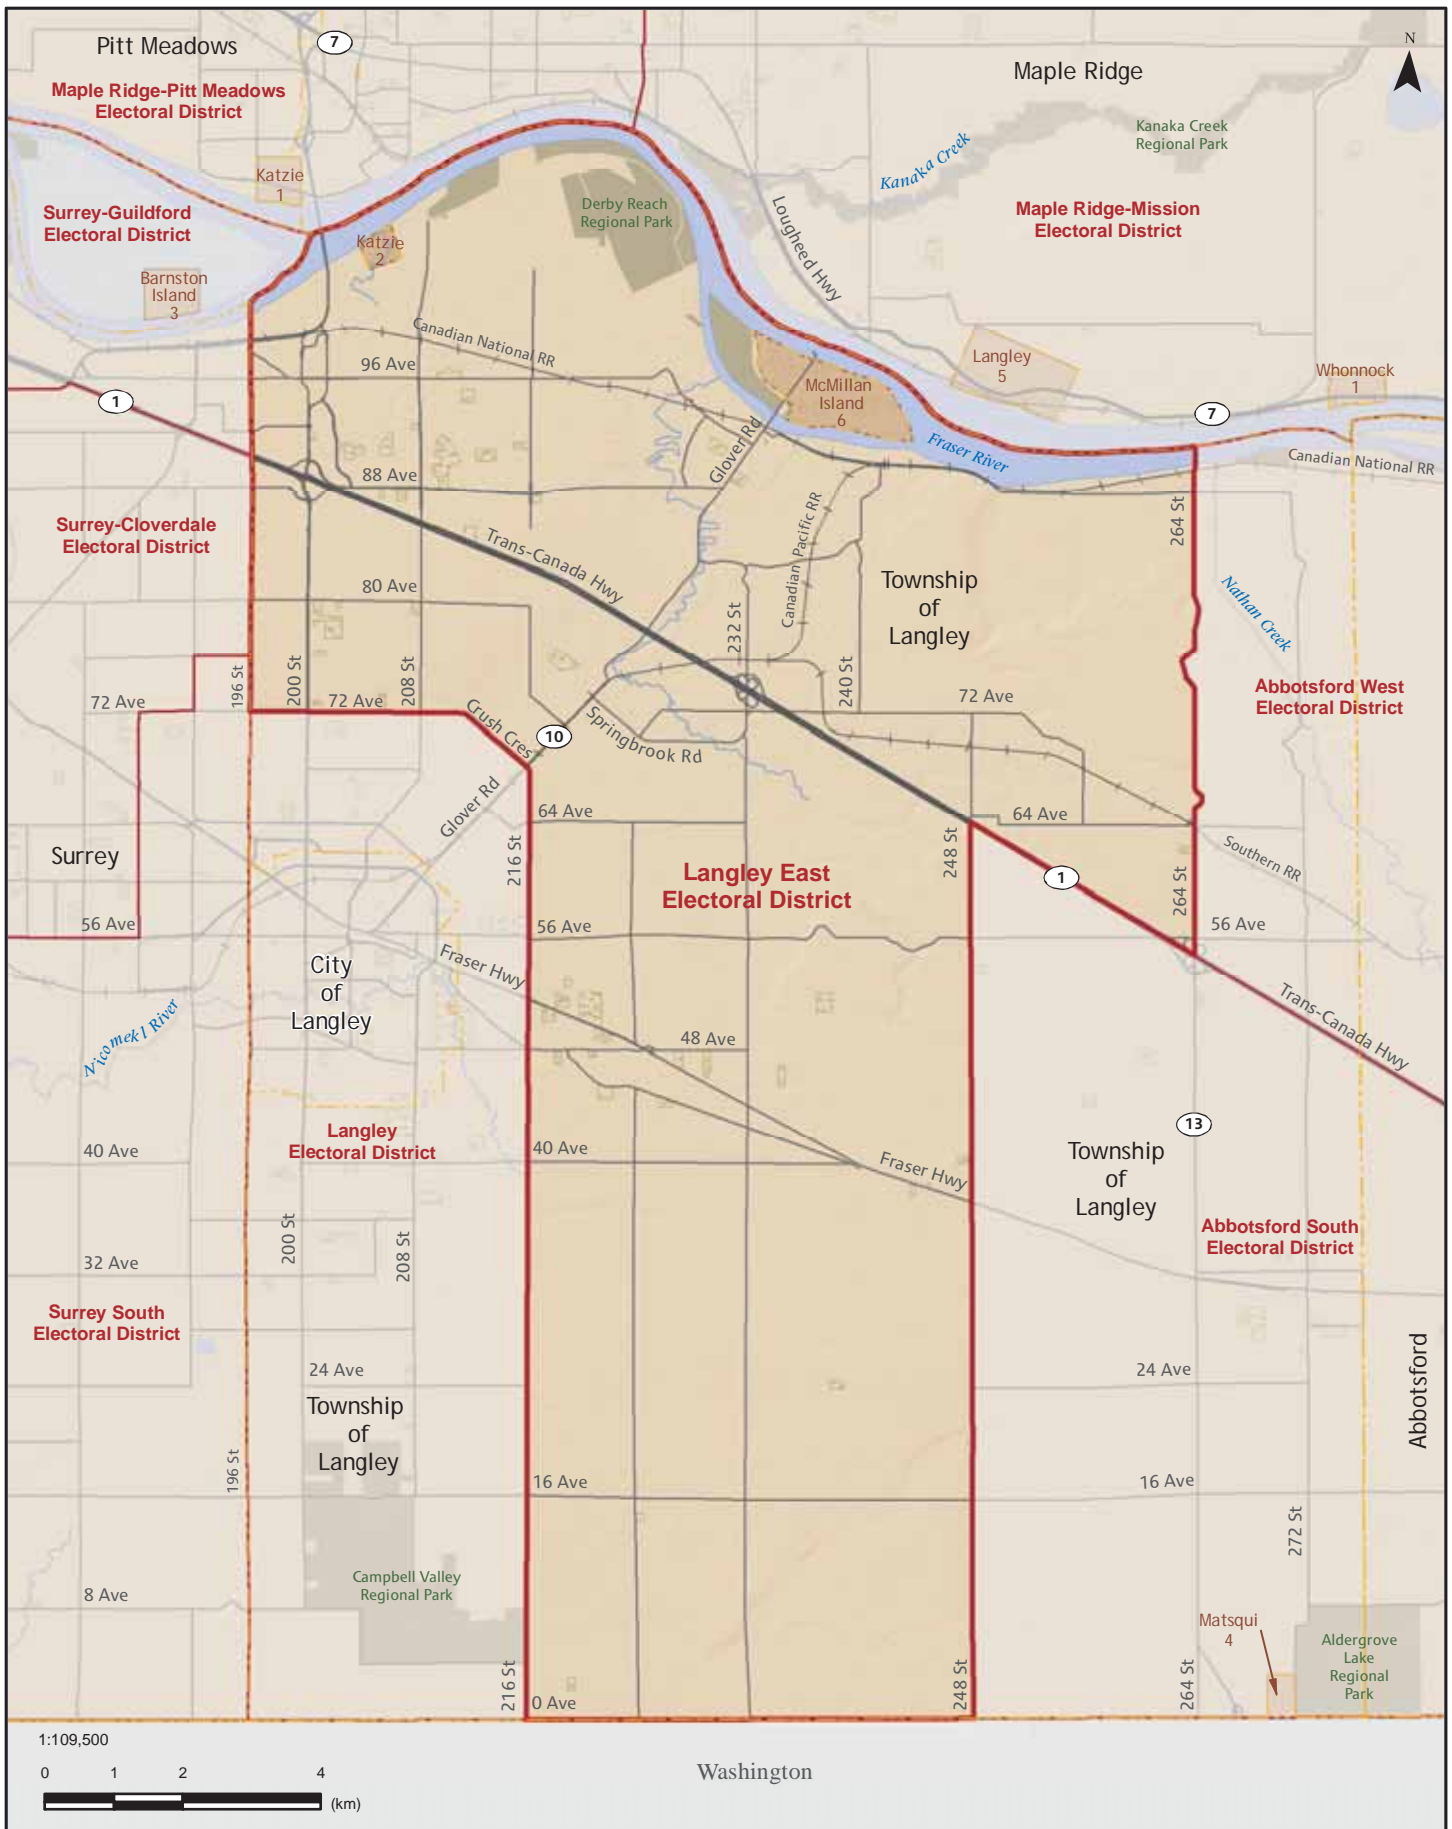 Pitt Meadows
7
N
Maple Ridge
Maple Ridge-Pitt Meadows
Electoral District
Kanaka Creek
Regional Park
Kanaka Creek
Katzie
1
Derby Reach
Regional Park
Lougheed Hwy
Surrey-Guildford
Electoral District
Maple Ridge-Mission
Electoral District
Katzie
2
Barnston
Island
3
Canadian National RR
96 Ave
Langley
5
Whonnock
1
McMillan
Island
6
1
7
Glover Rd
Fraser River
Canadian National RR
88 Ave
264 St
Surrey-Cloverdale
Electoral District
Trans-Canada Hwy
Canadian Pacific RR
80 Ave
Township
of
Langley
Nathan Creek
232 St
196 St
200 St
208 St
240 St
72 Ave
72 Ave
72 Ave
Abbotsford West
Electoral District
Crush Cres
10
Springbrook Rd
Glover Rd
64 Ave
64 Ave
216 St
248 St
Surrey
Southern RR
Langley East
Electoral District
1
264 St
56 Ave
56 Ave
56 Ave
City
of
Langley
Fraser Hwy
Nicomekl River
48 Ave
Trans-Canada Hwy
13
Langley
Electoral District
40 Ave
40 Ave
Fraser Hwy
Township
of
Langley
200 St
208 St
Abbotsford South
Electoral District
32 Ave
Surrey South
Electoral District
24 Ave
24 Ave
Abbotsford
Township
of
Langley
196 St
16 Ave
16 Ave
272 St
Campbell Valley
Regional Park
8 Ave
Matsqui
4
Aldergrove
Lake
Regional
Park
216 St
0 Ave
248 St
264 St
1:109,500
0 1 2 4
(km)
Washington